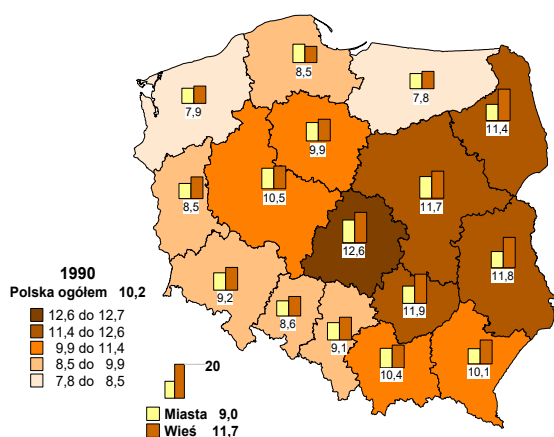 8,5
7,9
7,8
11,4
9,9
8,5
10,5
11,7
12,6
11,8
9,2
8,6
11,9
9,1
10,4
10,1
1990
Polska ogółem 10,2
12,6 do 12,7
11,4 do 12,6
9,9 do 11,4
8,5 do 9,9
7,8 do 8,5
20
Miasta 9,0
Wieś 11,7